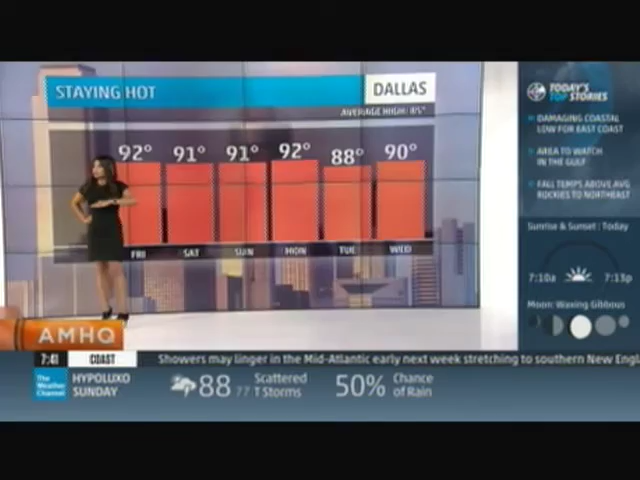 STAYING HOT
DALLAS
AVERAGE HIGH: 85°
92°
91°
91°
92°
88°
90°
FRI
SAT
SUN
MON
TUE
WED
TODAY'S
TOP STORIES
DAMAGING COASTAL
LOW FOR EAST COAST
AREA TO WATCH
IN THE GULF
FALL TEMPS ABOVE AVG
ROCKIES TO NORTHEAST
Sunrise & Sunset: Today
7:10a
7:13p
Moon: Waxing Gibbous
AMHQ
7:41
COAST
Showers may linger in the Mid-Atlantic early next week stretching to southern New Engla
The
Weather
Channel
HYPOLUXO
SUNDAY
88
77
Scattered
T Storms
50%
Chance
of Rain